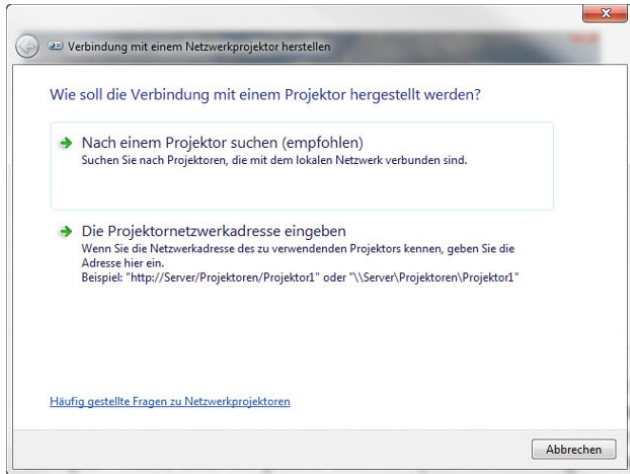 Verbindung mit einem Netzwerkprojektor herstellen
Wie soll die Verbindung mit einem Projektor hergestellt werden?
Nach einem Projektor suchen (empfohlen)
Suchen Sie nach Projektoren, die mit dem lokalen Netzwerk verbunden sind.
Die Projektornetzwerkadresse eingeben
Wenn Sie die Netzwerkadresse des zu verwendenden Projektors kennen, geben Sie die
Adresse hier ein.
Beispiel: "http://Server/Projektoren/Projektor1" oder "\\Server\Projektoren\Projektor1"
Häufig gestellte Fragen zu Netzwerkprojektoren
Abbrechen